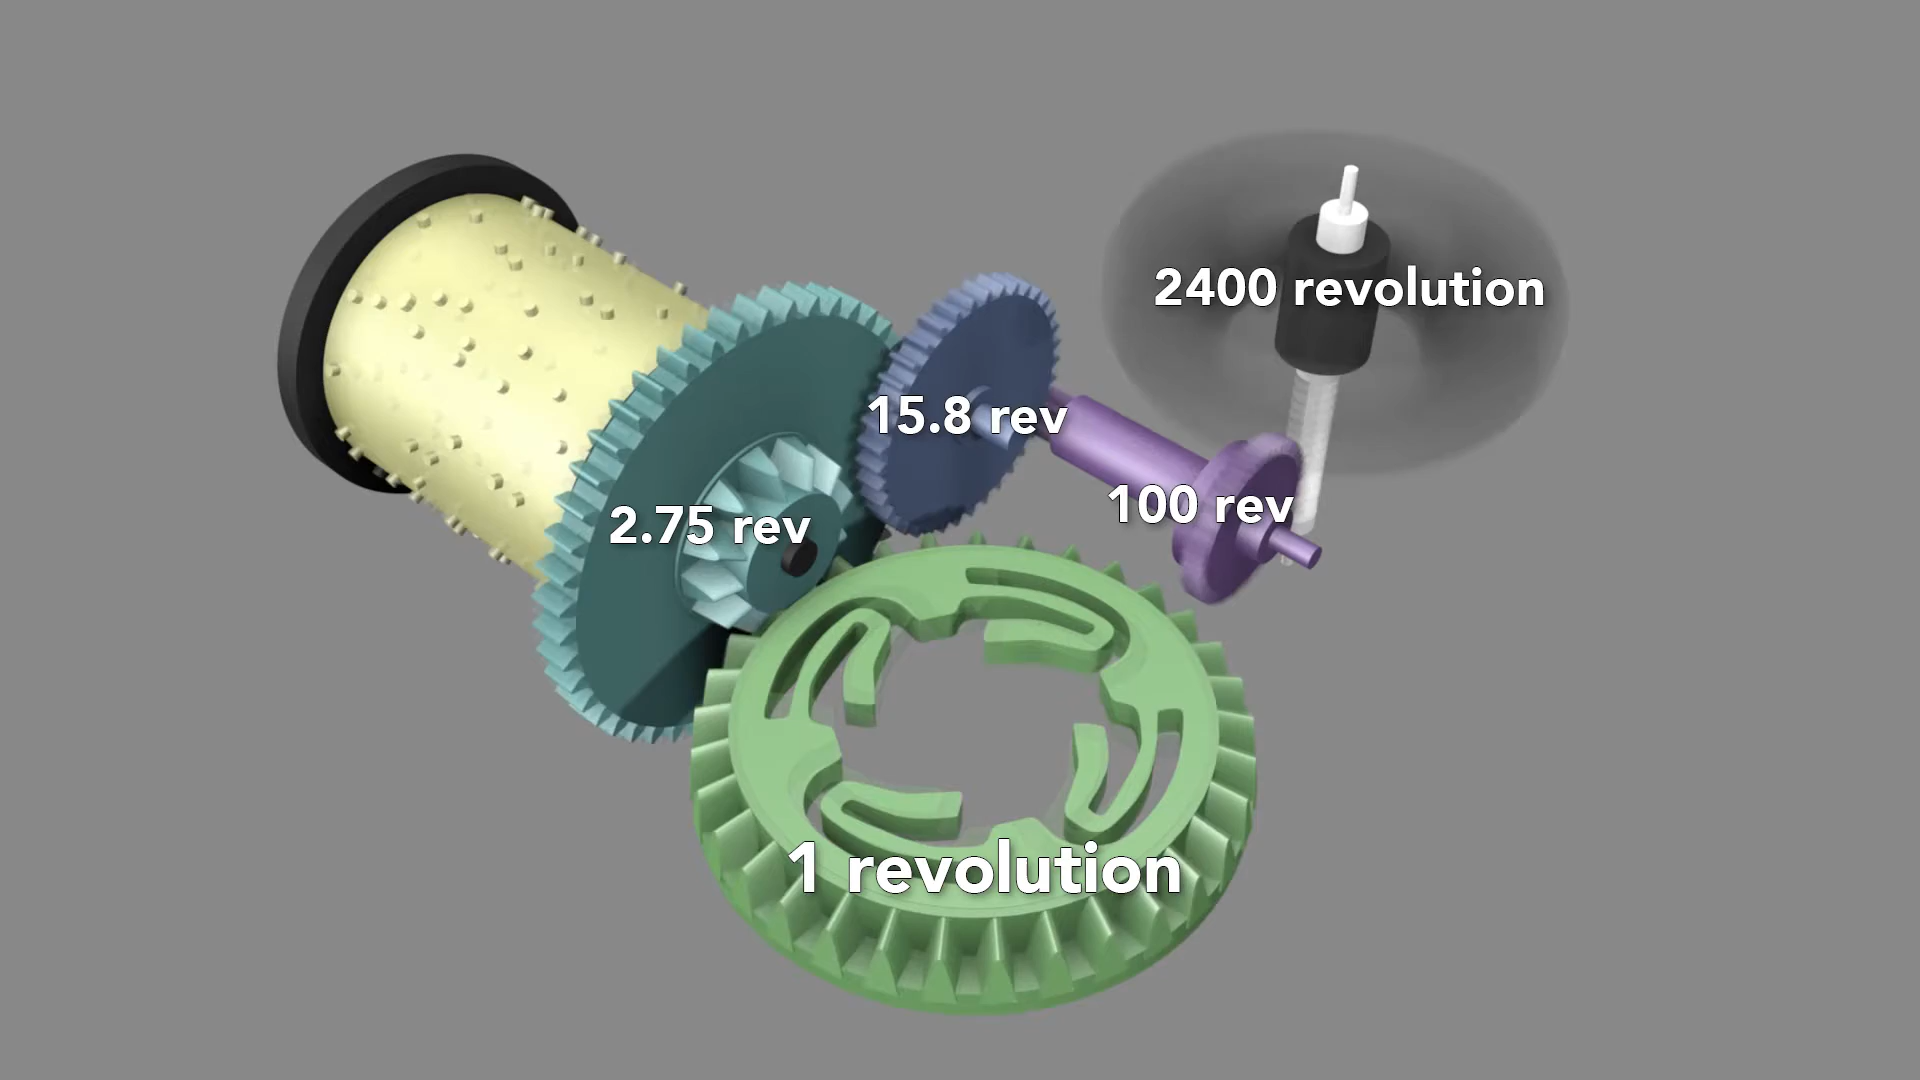 2400 revolution
15.8 rev
100 rev
2.75 rev
1 revolution